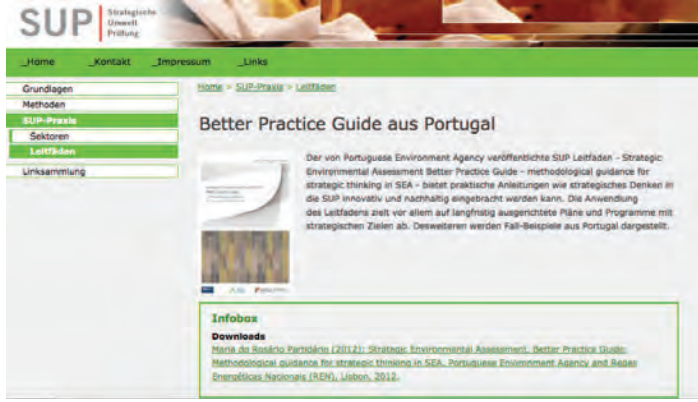 SUP Strategische
Umwelt
Prüfung
_Home _Kontakt _Impressum _Links
Grundlagen
Methoden
SUP-Praxis
Sektoren
Leitfäden
Linksammlung
Home > SUP-Praxis > Leitfäden
Better Practice Guide aus Portugal
Der von Portuguese Environment Agency veröffentlichte SUP Leitfaden - Strategic
Environmental Assessment Better Practice Guide - methodological guidance for
strategic thinking in SEA - bietet praktische Anleitungen wie strategisches Denken in
die SUP innovativ und nachhaltig eingebracht werden kann. Die Anwendung
des Leitfadens zielt vor allem auf langfristig ausgerichtete Pläne und Programme mit
strategischen Zielen ab. Desweiteren werden Fall-Beispiele aus Portugal dargestellt.
Infobox
Downloads
Maria do Rosário Partidário (2012): Strategic Environmental Assessment. Better Practice Guide:
Methodological guidance for strategic thinking in SEA. Portuguese Environment Agency and Redes
Energéticas Nacionais (REN), Lisbon, 2012.